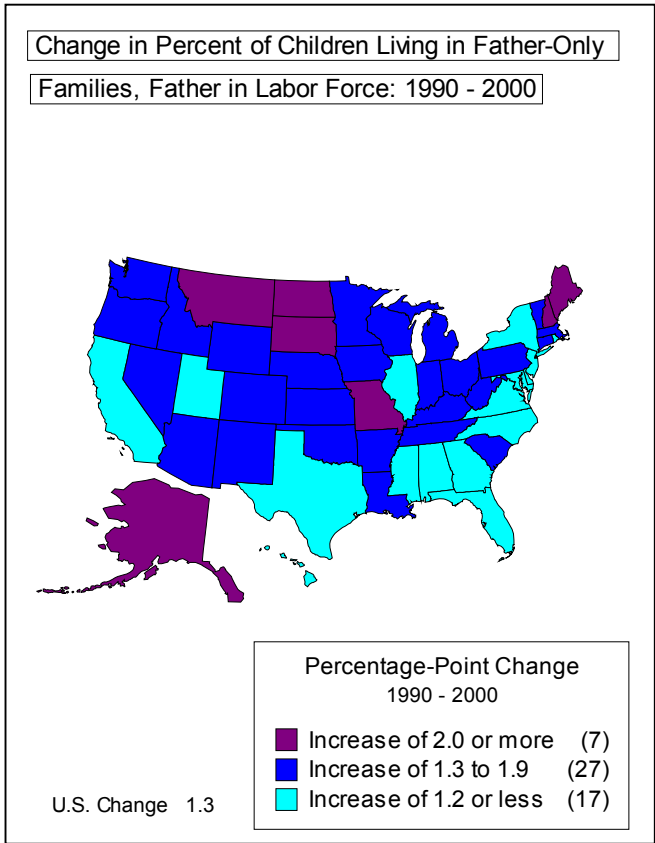 Change in Percent of Children Living in Father-Only
Families, Father in Labor Force: 1990 - 2000
Percentage-Point Change
1990 - 2000
Increase of 2.0 or more (7)
Increase of 1.3 to 1.9 (27)
Increase of 1.2 or less (17)
U.S. Change 1.3